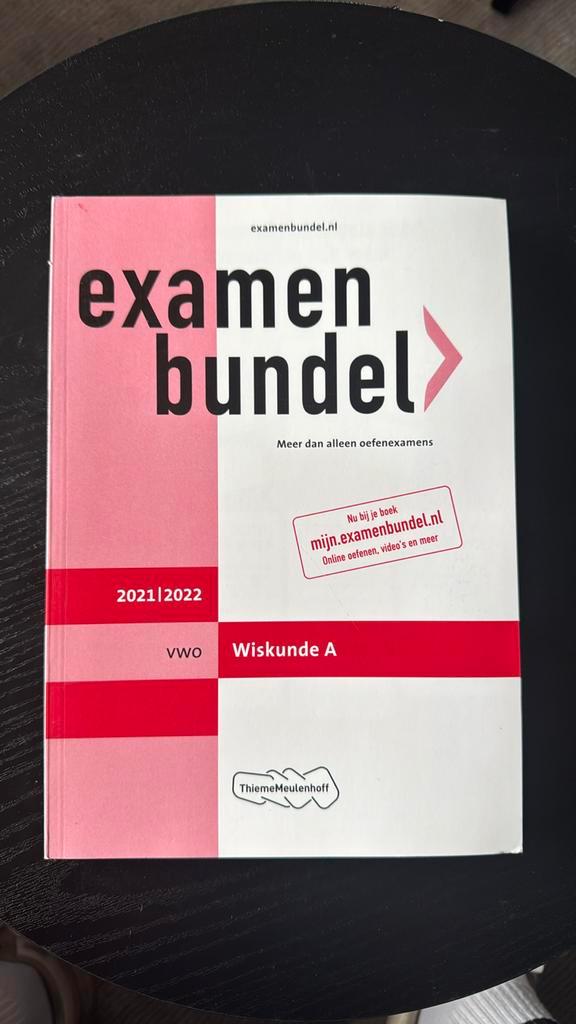 examenbundel.nl
examen
bundel
Meer dan alleen oefenexamens
Nu bij je boek
mijn.examenbundel.nl
Online oefenen, video's en meer
2021|2022
vwo
Wiskunde A
ThiemeMeulenhoff